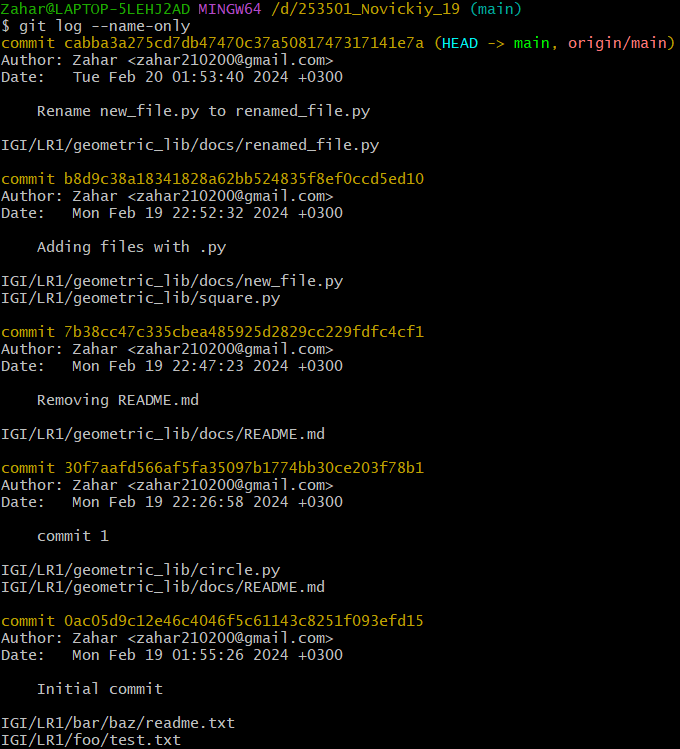 Zahar@LAPTOP-5LEHJ2AD MINGW64 /d/253501_Novickiy_19 (main)
$ git log --name-only
commit cabba3a275cd7db47470c37a5081747317141e7a (HEAD -> main, origin/main)
Author: Zahar <zahar210200@gmail.com>
Date:   Tue Feb 20 01:53:40 2024 +0300

    Rename new_file.py to renamed_file.py

IGI/LR1/geometric_lib/docs/renamed_file.py

commit b8d9c38a18341828a62bb524835f8ef0ccd5ed10
Author: Zahar <zahar210200@gmail.com>
Date:   Mon Feb 19 22:52:32 2024 +0300

    Adding files with .py

IGI/LR1/geometric_lib/docs/new_file.py
IGI/LR1/geometric_lib/square.py

commit 7b38cc47c335cbea485925d2829cc229fdfc4cf1
Author: Zahar <zahar210200@gmail.com>
Date:   Mon Feb 19 22:47:23 2024 +0300

    Removing README.md

IGI/LR1/geometric_lib/docs/README.md

commit 30f7aafd566af5fa35097b1774bb30ce203f78b1
Author: Zahar <zahar210200@gmail.com>
Date:   Mon Feb 19 22:26:58 2024 +0300

    commit 1

IGI/LR1/geometric_lib/circle.py
IGI/LR1/geometric_lib/docs/README.md

commit 0ac05d9c12e46c4046f5c61143c8251f093efd15
Author: Zahar <zahar210200@gmail.com>
Date:   Mon Feb 19 01:55:26 2024 +0300

    Initial commit

IGI/LR1/bar/baz/readme.txt
IGI/LR1/foo/test.txt